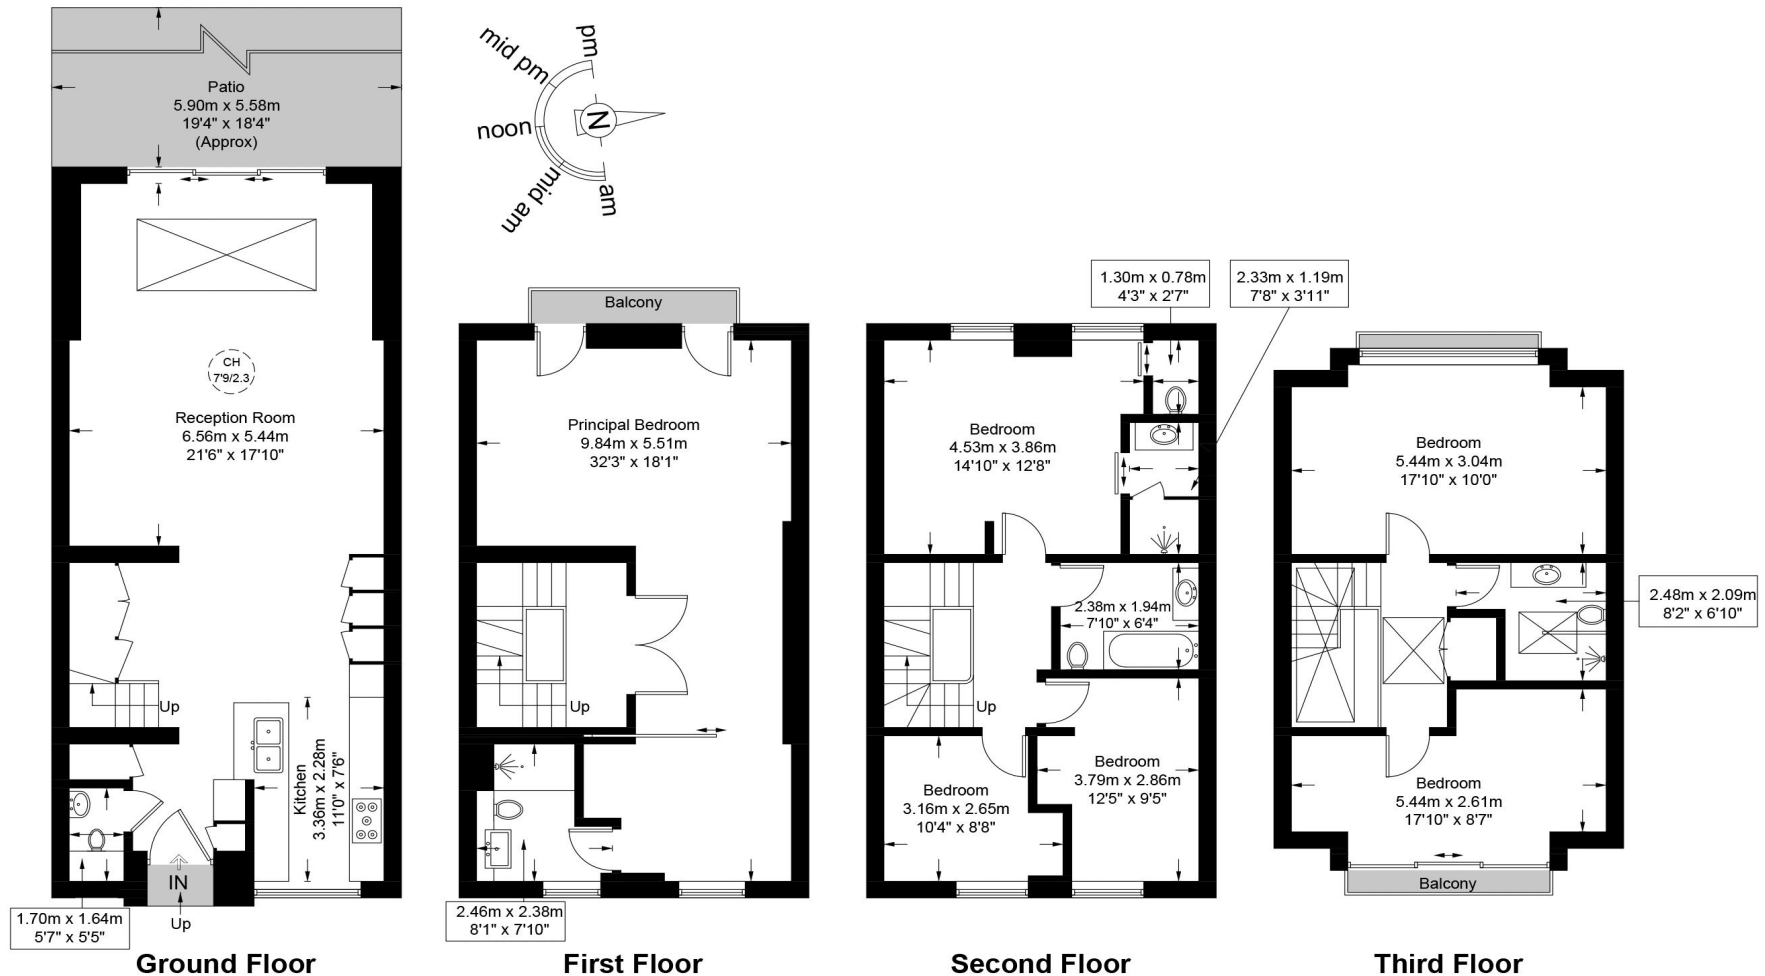 Patio
5.90m x 5.58m
19'4" x 18'4"
(Approx)
pm
mid pm
noon
mid am
am
N
CH
7'9/2.3
Reception Room
6.56m x 5.44m
21'6" x 17'10"
Up
Kitchen
3.36m x 2.28m
11'0" x 7'6"
IN
Up
1.70m x 1.64m
5'7" x 5'5"
Ground Floor
Balcony
Principal Bedroom
9.84m x 5.51m
32'3" x 18'1"
Up
2.46m x 2.38m
8'1" x 7'10"
First Floor
1.30m x 0.78m
4'3" x 2'7"
2.33m x 1.19m
7'8" x 3'11"
Bedroom
4.53m x 3.86m
14'10" x 12'8"
2.38m x 1.94m
7'10" x 6'4"
Up
Bedroom
3.79m x 2.86m
12'5" x 9'5"
Bedroom
3.16m x 2.65m
10'4" x 8'8"
Second Floor
Bedroom
5.44m x 3.04m
17'10" x 10'0"
2.48m x 2.09m
8'2" x 6'10"
Bedroom
5.44m x 2.61m
17'10" x 8'7"
Balcony
Third Floor